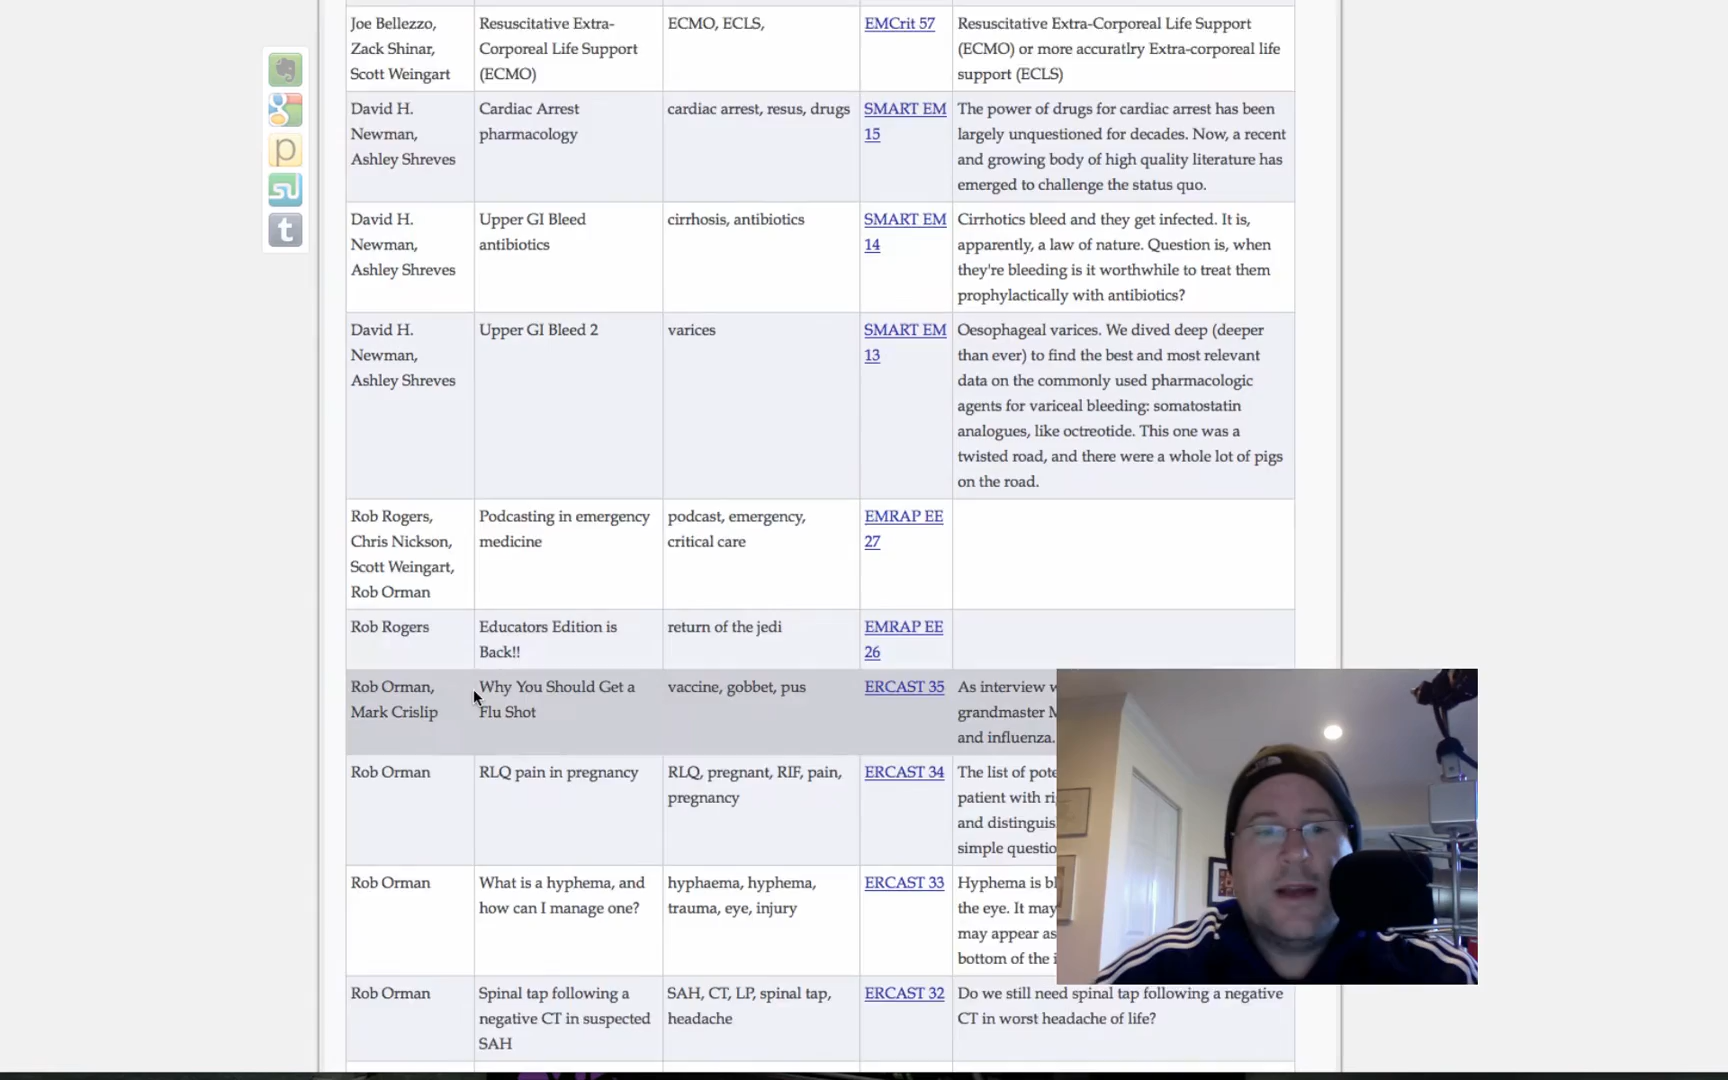 Joe Bellezzo,
Zack Shinar,
Scott Weingart
Resuscitative Extra-
Corporeal Life Support
(ECMO)
ECMO, ECLS,
EMCrit 57
Resuscitative Extra-Corporeal Life Support
(ECMO) or more accuratlry Extra-corporeal life
support (ECLS)
David H.
Newman,
Ashley Shreves
Cardiac Arrest
pharmacology
cardiac arrest, resus, drugs
SMART EM
15
The power of drugs for cardiac arrest has been
largely unquestioned for decades. Now, a recent
and growing body of high quality literature has
emerged to challenge the status quo.
David H.
Newman,
Ashley Shreves
Upper GI Bleed
antibiotics
cirrhosis, antibiotics
SMART EM
14
Cirrhotics bleed and they get infected. It is,
apparently, a law of nature. Question is, when
they're bleeding is it worthwhile to treat them
prophylactically with antibiotics?
David H.
Newman,
Ashley Shreves
Upper GI Bleed 2
varices
SMART EM
13
Oesophageal varices. We dived deep (deeper
than ever) to find the best and most relevant
data on the commonly used pharmacologic
agents for variceal bleeding: somatostatin
analogues, like octreotide. This one was a
twisted road, and there were a whole lot of pigs
on the road.
Rob Rogers,
Chris Nickson,
Scott Weingart,
Rob Orman
Podcasting in emergency
medicine
podcast, emergency,
critical care
EMRAP EE
27
Rob Rogers
Educators Edition is
Back!!
return of the jedi
EMRAP EE
26
Rob Orman,
Mark Crislip
Why You Should Get a
Flu Shot
vaccine, gobbet, pus
ERCAST 35
As interview w
grandmaster M
and influenza.
Rob Orman
RLQ pain in pregnancy
RLQ, pregnant, RIF, pain,
pregnancy
ERCAST 34
The list of pote
patient with ri
and distinguis
simple questio
Rob Orman
What is a hyphema, and
how can I manage one?
hyphaema, hyphema,
trauma, eye, injury
ERCAST 33
Hyphema is bl
the eye. It may
may appear as
bottom of the i
Rob Orman
Spinal tap following a
negative CT in suspected
SAH
SAH, CT, LP, spinal tap,
headache
ERCAST 32
Do we still need spinal tap following a negative
CT in worst headache of life?
g
p
su
t